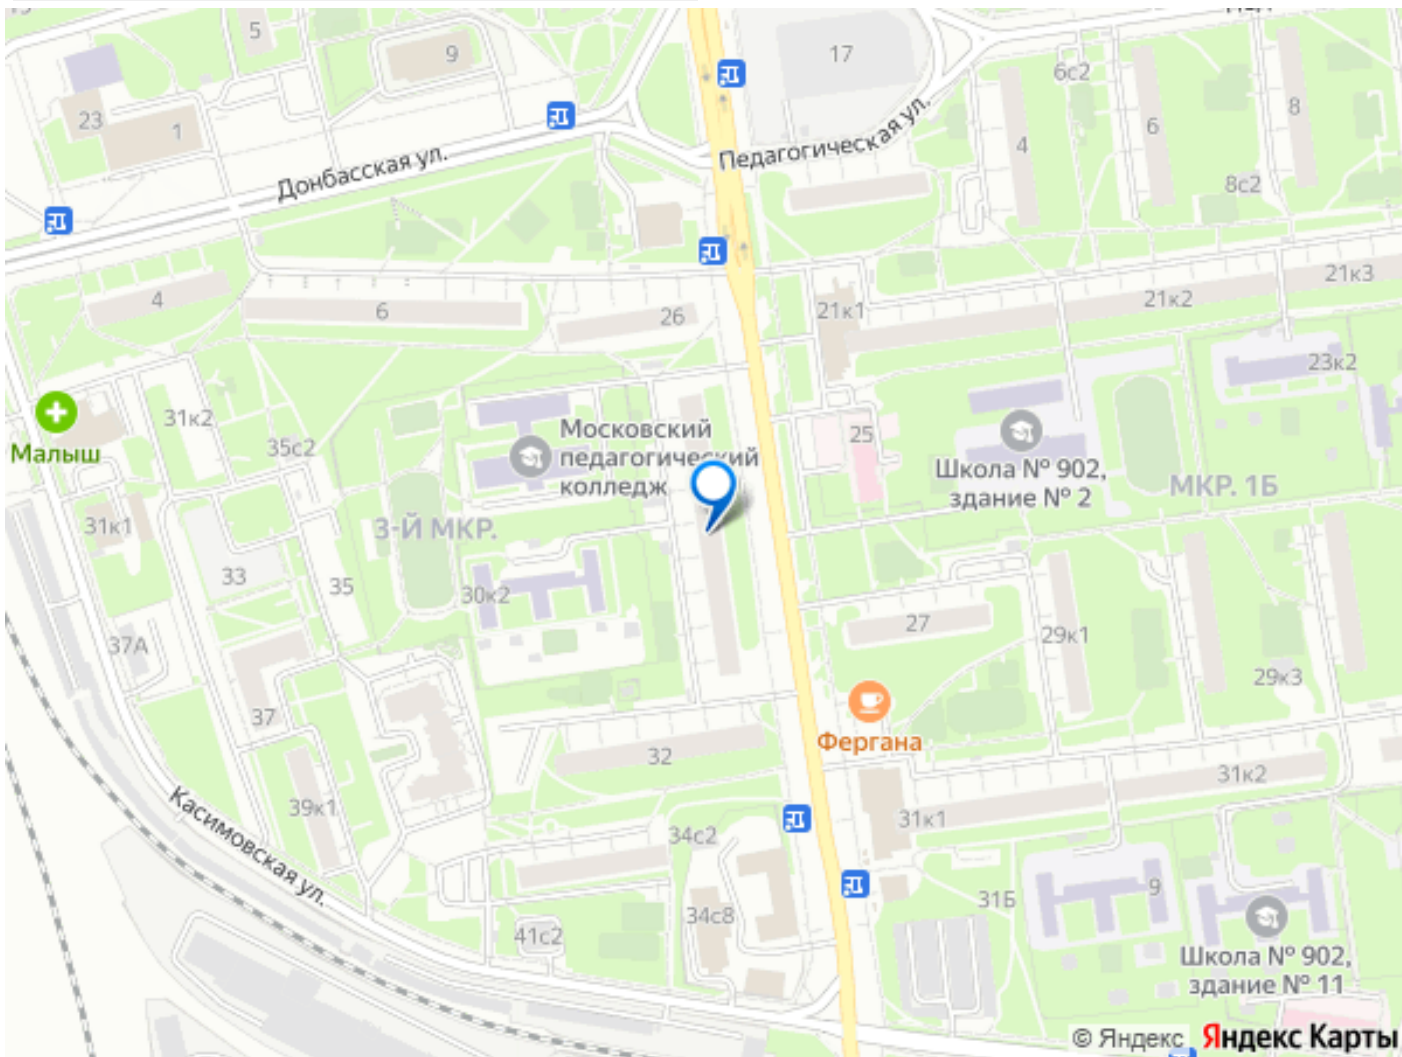 5
9
17
6с2
8
23
1
6
4
Донбасская ул.
Педагогическая ул.
8с2
21к3
4
6
26
21к1
21к2
23к2
31к2
Малыш
35с2
Московский
педагогический
колледж
25
Школа № 902,
здание № 2
МКР. 1Б
31к1
3-Й МКР.
33
35
30к2
27
29к1
37А
29к3
37
Фергана
32
31к2
39к1
Касимовская ул.
34с2
31к1
34с8
31Б
9
41с2
Школа № 902,
здание № 11
© Яндекс Яндекс Карты